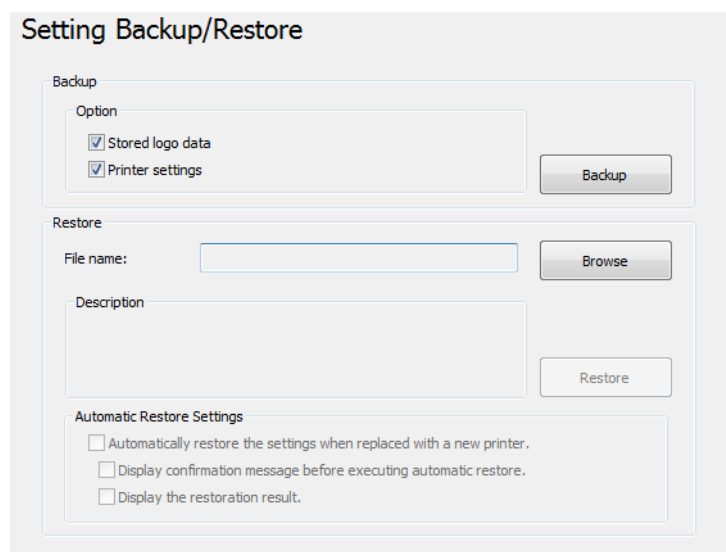 Setting Backup/Restore
Backup
Option
Stored logo data
Printer settings
Backup
Restore
File name:
Browse
Description
Restore
Automatic Restore Settings
Automatically restore the settings when replaced with a new printer.
Display confirmation message before executing automatic restore.
Display the restoration result.